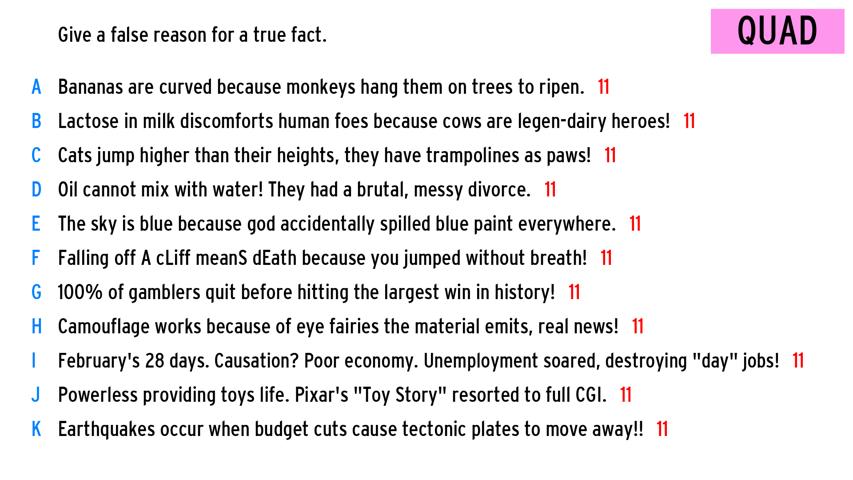 Give a false reason for a true fact.
QUAD
A Bananas are curved because monkeys hang them on trees to ripen. 11
B Lactose in milk discomforts human foes because cows are legen-dairy heroes! 11
C Cats jump higher than their heights, they have trampolines as paws! 11
D Oil cannot mix with water! They had a brutal, messy divorce. 11
E The sky is blue because god accidentally spilled blue paint everywhere. 11
F Falling off A cLiff meanS dEath because you jumped without breath! 11
G 100% of gamblers quit before hitting the largest win in history! 11
H Camouflage works because of eye fairies the material emits, real news! 11
I February's 28 days. Causation? Poor economy. Unemployment soared, destroying "day" jobs! 11
J Powerless providing toys life. Pixar's "Toy Story" resorted to full CGI. 11
K Earthquakes occur when budget cuts cause tectonic plates to move away!! 11